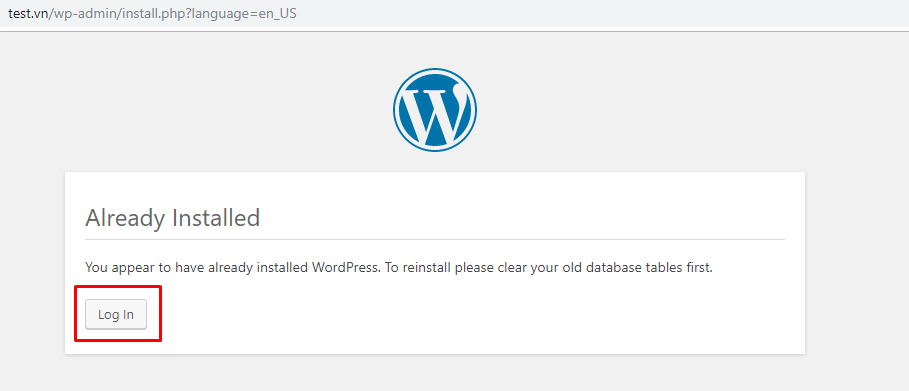 test.vn/wp-admin/install.php?language=en_US
Already Installed
You appear to have already installed WordPress. To reinstall please clear your old database tables first.
Log In